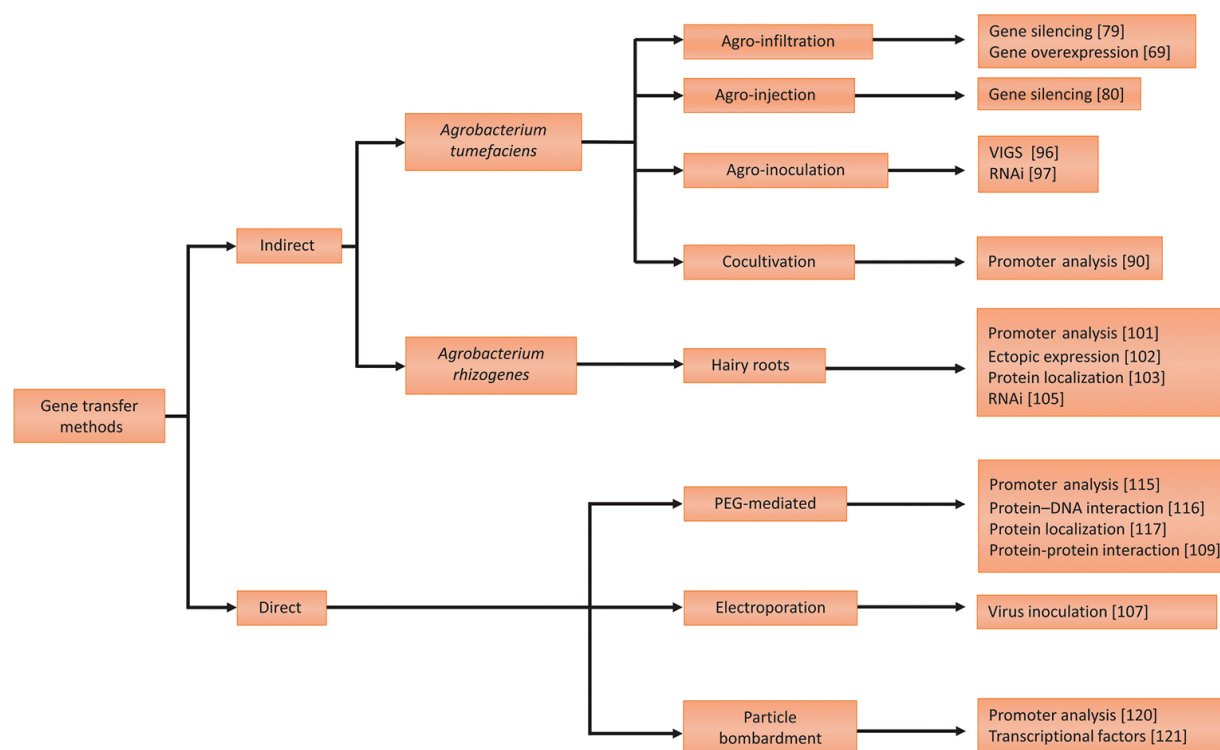 Gene transfer
methods
Indirect
Agrobacterium
tumefaciens
Agro-infiltration
Gene silencing [79]
Gene overexpression [69]
Agro-injection
Gene silencing [80]
Agro-inoculation
VIGS [96]
RNAi [97]
Cocultivation
Promoter analysis [90]
Agrobacterium
rhizogenes
Hairy roots
Promoter analysis [101]
Ectopic expression [102]
Protein localization [103]
RNAi [105]
Direct
PEG-mediated
Promoter analysis [115]
Protein–DNA interaction [116]
Protein localization [117]
Protein-protein interaction [109]
Electroporation
Virus inoculation [107]
Particle
bombardment
Promoter analysis [120]
Transcriptional factors [121]